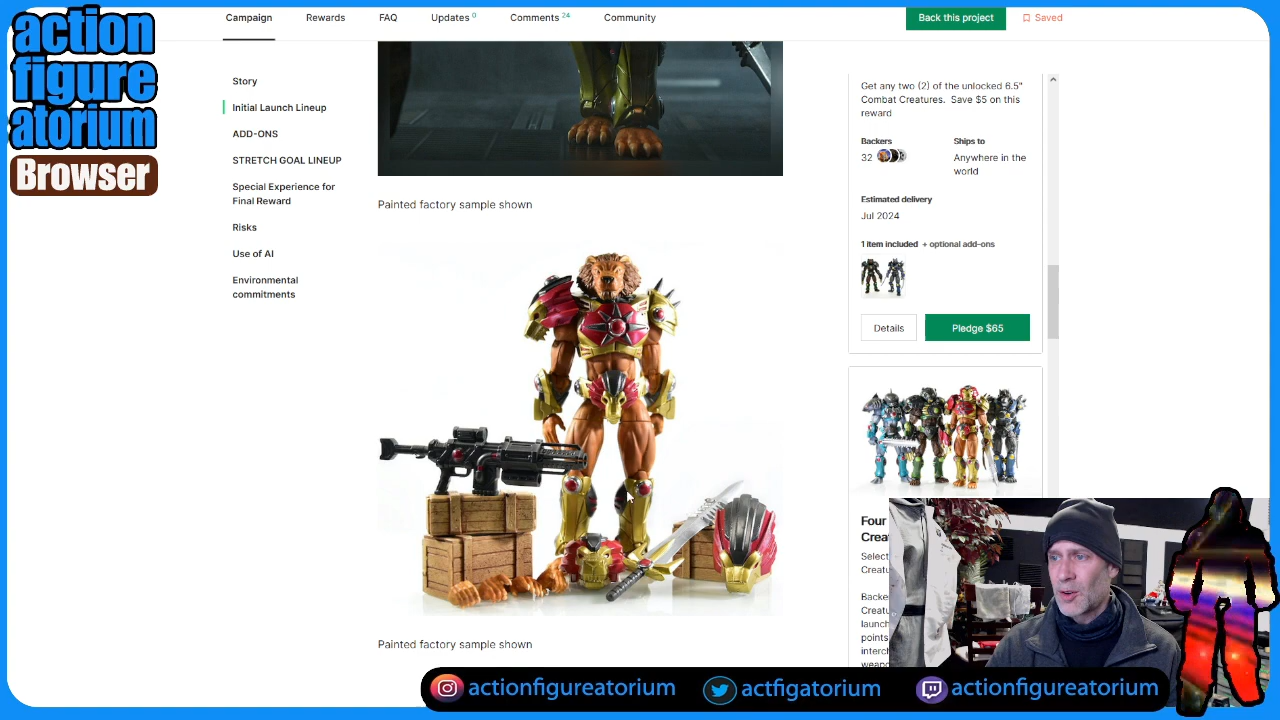 action
figure
atorium
Browser
Campaign
Rewards
FAQ
Updates 0
Comments 24
Community
Back this project
Saved
Story
Initial Launch Lineup
ADD-ONS
STRETCH GOAL LINEUP
Special Experience for
Final Reward
Risks
Use of AI
Environmental
commitments
Painted factory sample shown
Painted factory sample shown
Get any two (2) of the unlocked 6.5"
Combat Creatures. Save $5 on this
reward
Backers
32
Ships to
Anywhere in the
world
Estimated delivery
Jul 2024
1 item included + optional add-ons
Details
Pledge $65
Four
Crea
Select
Creatu
Backe
Creatu
launch
points
interch
weap
actionfigureatorium
actfigatorium
actionfigureatorium